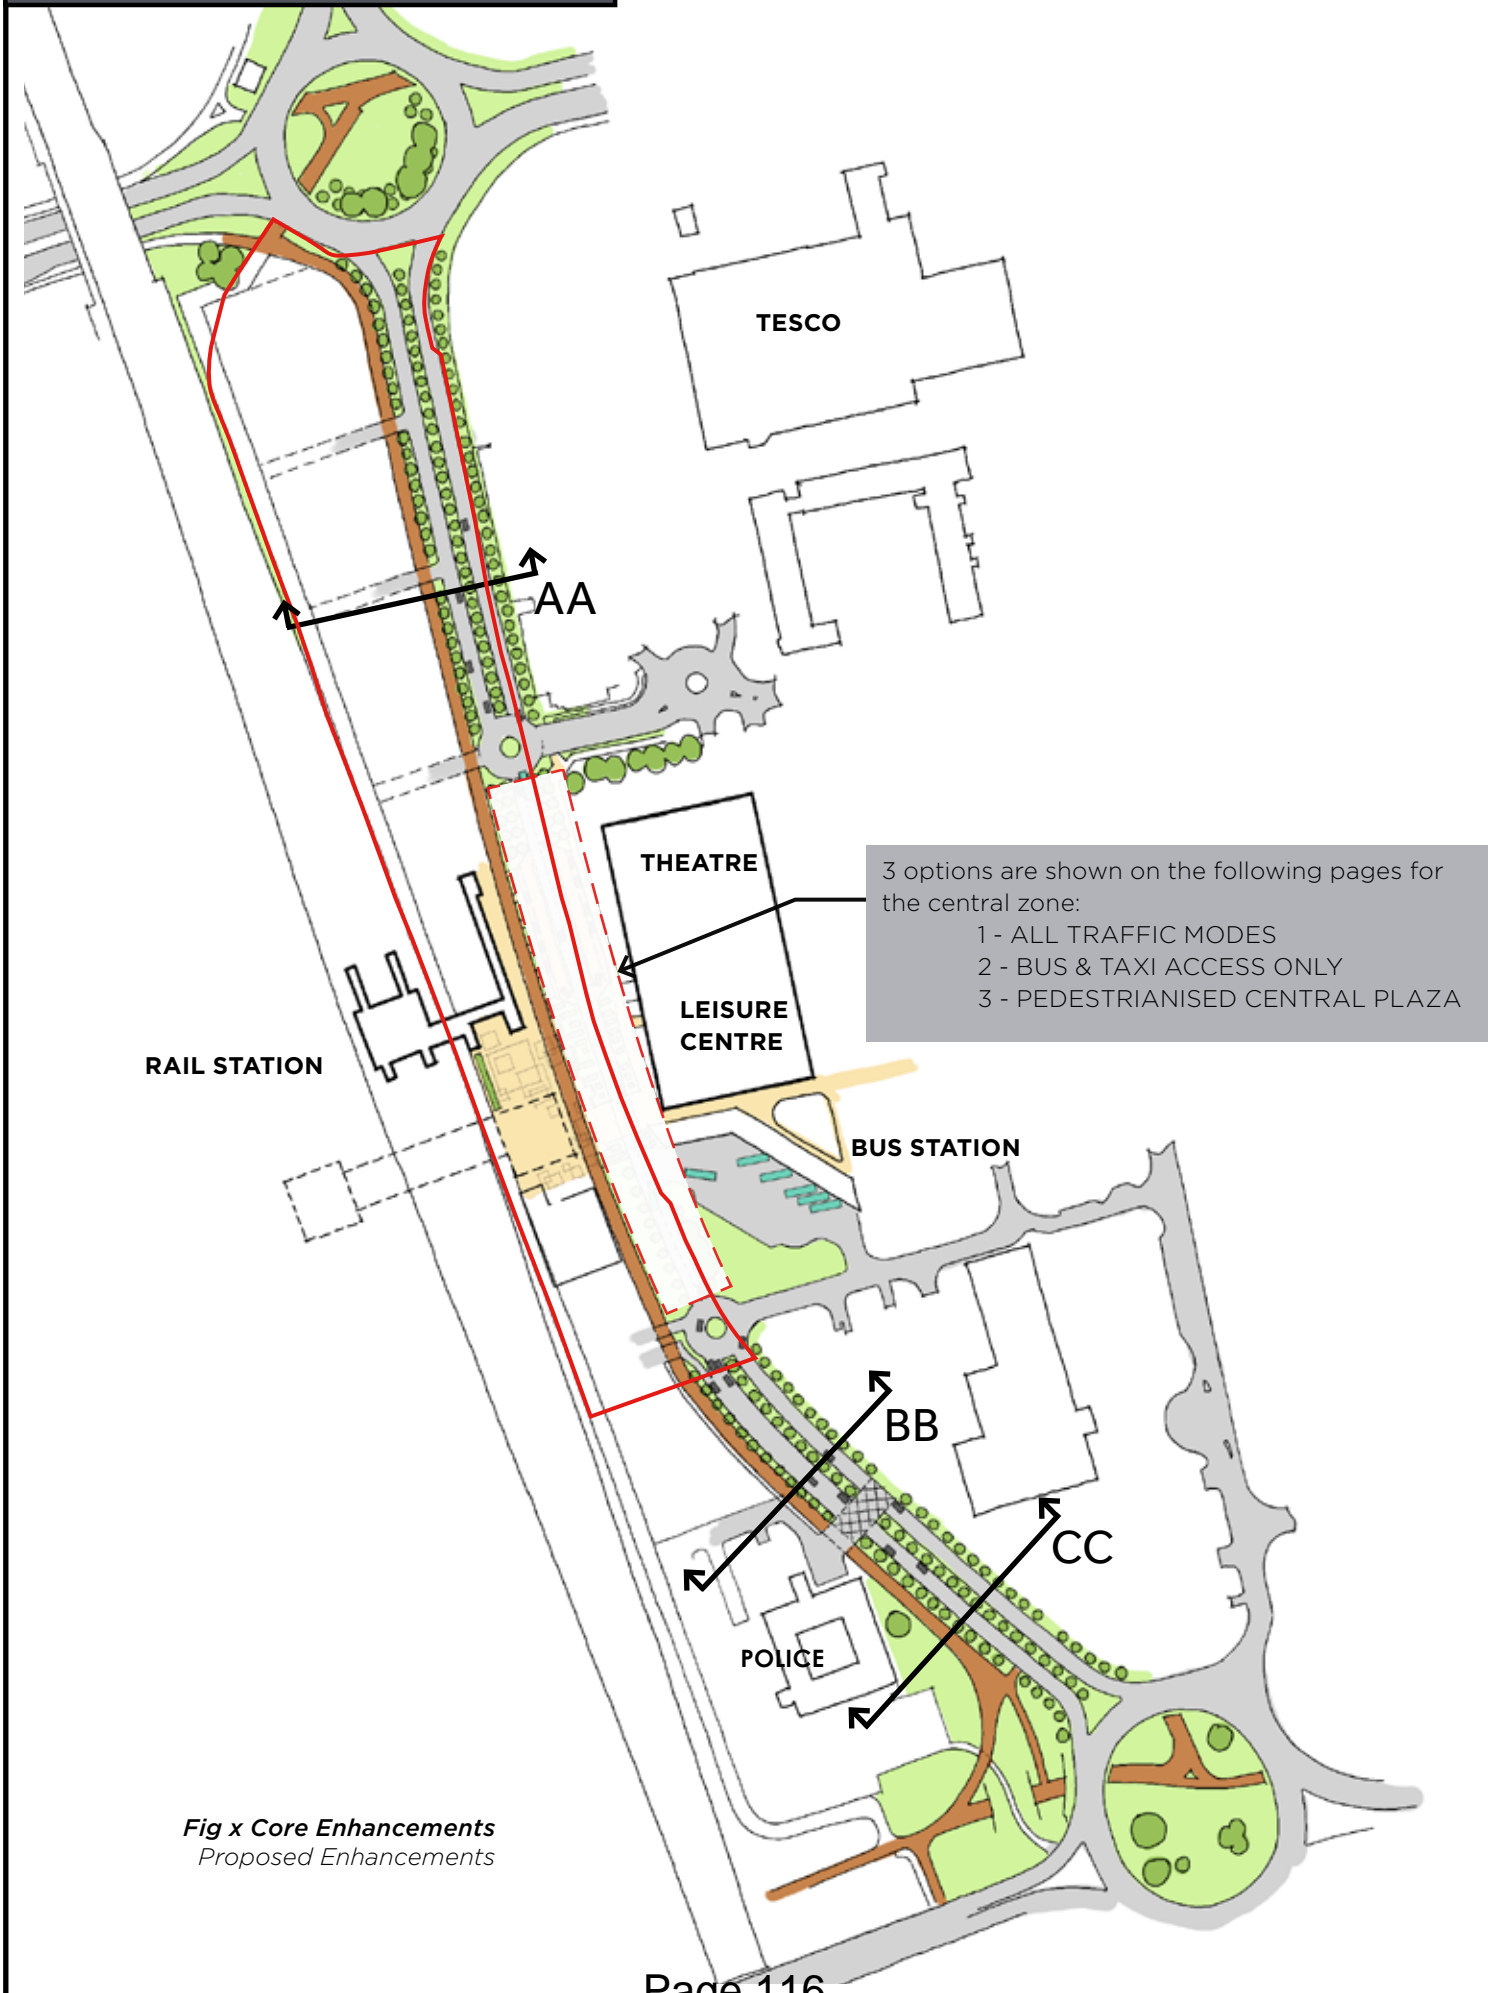 TESCO
AA
THEATRE
3 options are shown on the following pages for
the central zone:
1 - ALL TRAFFIC MODES
2 - BUS & TAXI ACCESS ONLY
3 - PEDESTRIANISED CENTRAL PLAZA
LEISURE
CENTRE
RAIL STATION
BUS STATION
BB
CC
POLICE
Fig x Core Enhancements
Proposed Enhancements
Page 116